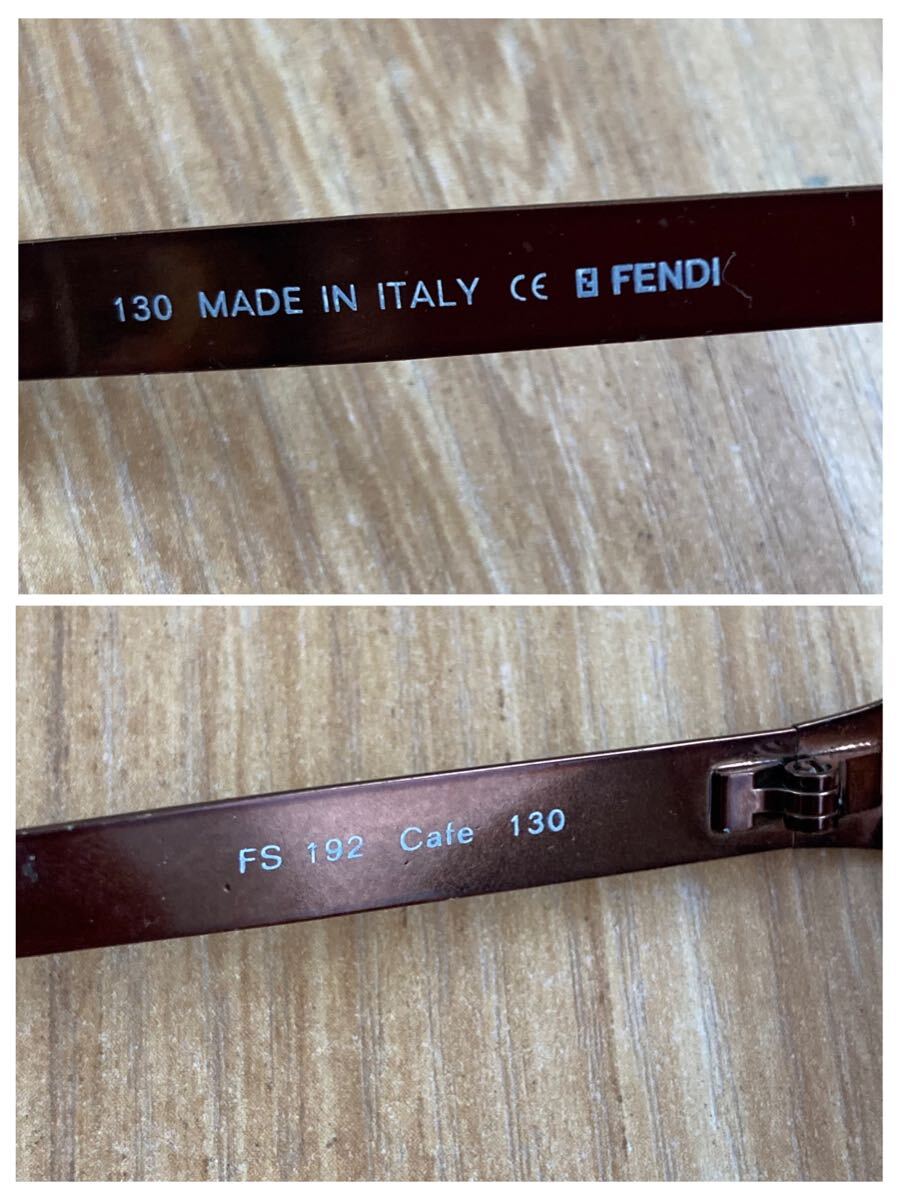 130 MADE IN ITALY CE FENDI
FS 192 Cafe 130